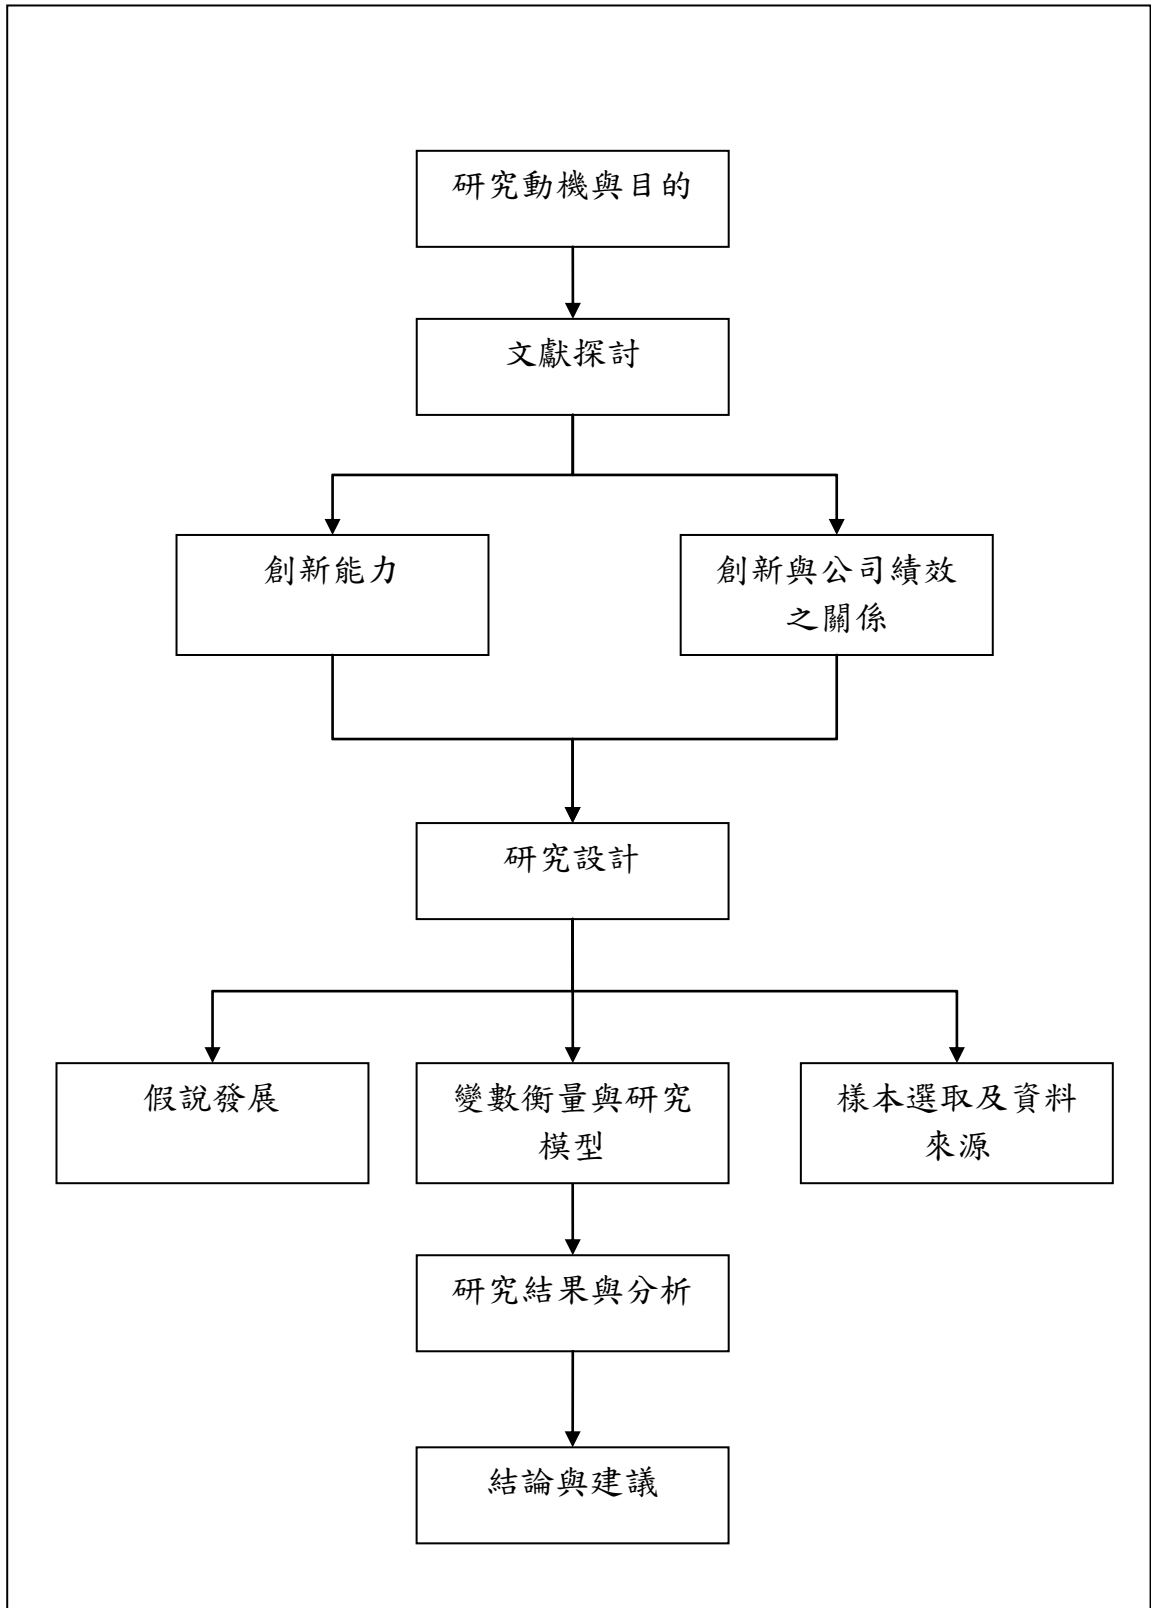 研究動機與目的
文獻探討
創新能力
創新與公司績效
之關係
研究設計
假說發展
變數衡量與研究
模型
樣本選取及資料
來源
研究結果與分析
結論與建議